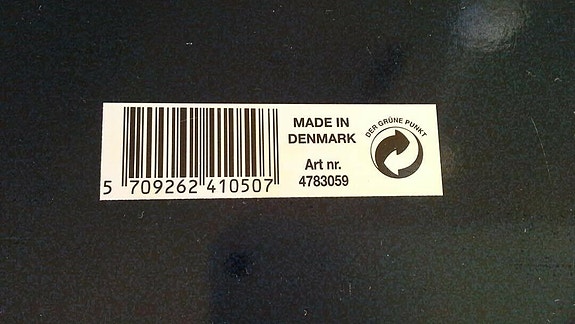 5 709262 410507
MADE IN
DENMARK
Art nr.
4783059
DER GRÜNE PUNKT